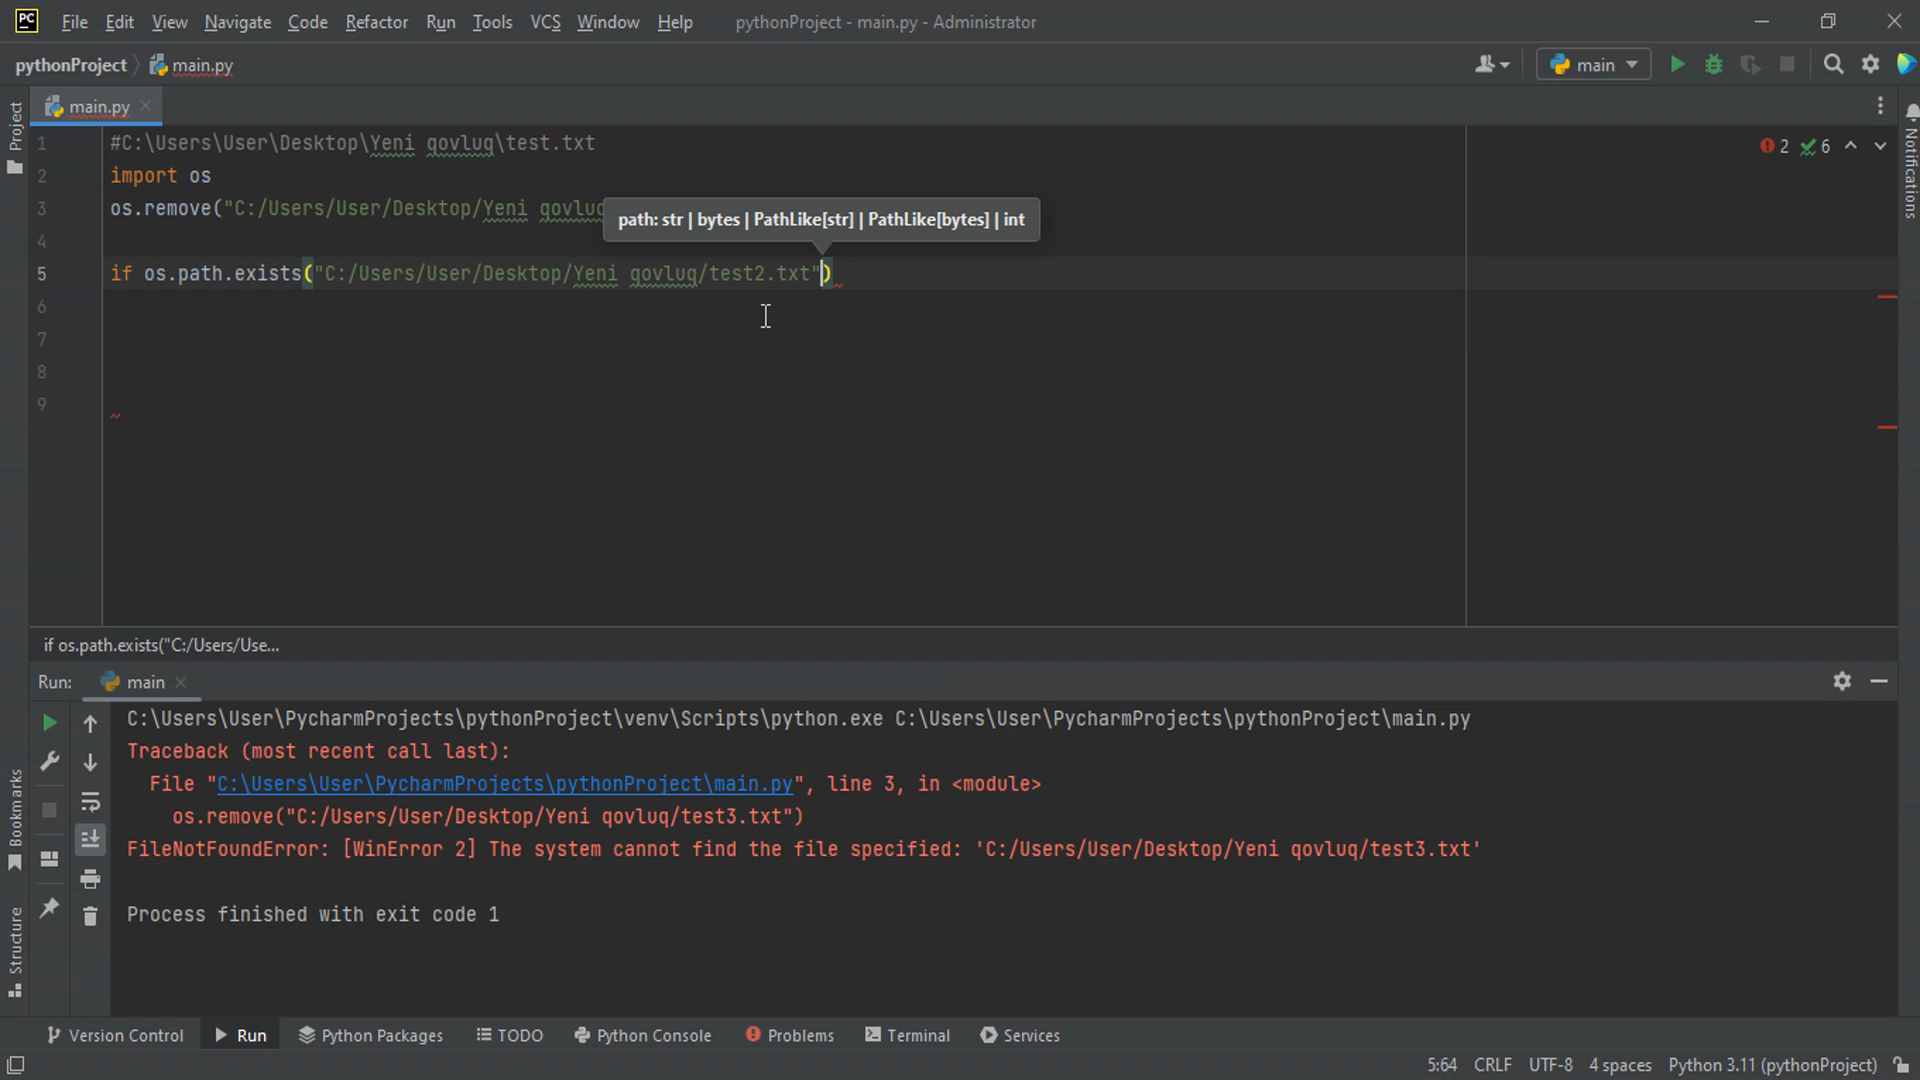 PC File Edit View Navigate Code Refactor Run Tools VCS Window Help pythonProject - main.py - Administrator
pythonProject main.py main
main.py
Project
Notifications
1 #C:\Users\User\Desktop\Yeni qovluq\test.txt
2 6
2 import os
3 os.remove("C:/Users/User/Desktop/Yeni qovluq
path: str | bytes | PathLike[str] | PathLike[bytes] | int
4
5 if os.path.exists("C:/Users/User/Desktop/Yeni qovluq/test2.txt")
6
7
8
9
if os.path.exists("C:/Users/Use...
Run: main
C:\Users\User\PycharmProjects\pythonProject\venv\Scripts\python.exe C:\Users\User\PycharmProjects\pythonProject\main.py
Traceback (most recent call last):
File "C:\Users\User\PycharmProjects\pythonProject\main.py", line 3, in <module>
os.remove("C:/Users/User/Desktop/Yeni qovluq/test3.txt")
FileNotFoundError: [WinError 2] The system cannot find the file specified: 'C:/Users/User/Desktop/Yeni qovluq/test3.txt'
Process finished with exit code 1
Bookmarks
Structure
Version Control Run Python Packages TODO Python Console Problems Terminal Services
5:64 CRLF UTF-8 4 spaces Python 3.11 (pythonProject)